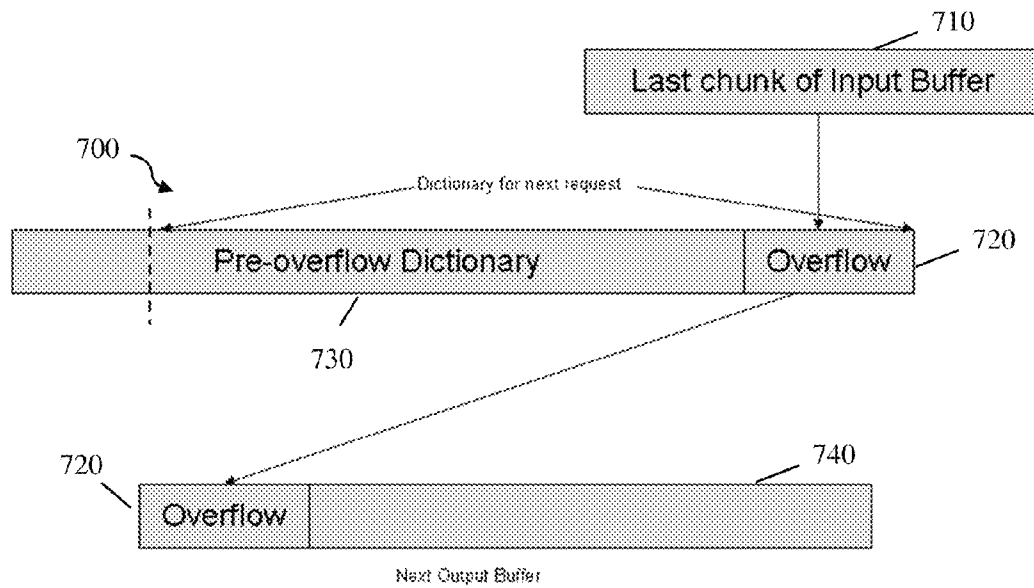 710
Last chunk of Input Buffer
700
Dictionary for next request
Pre-overflow Dictionary
Overflow
720
730
720
740
Overflow
Next Output Buffer